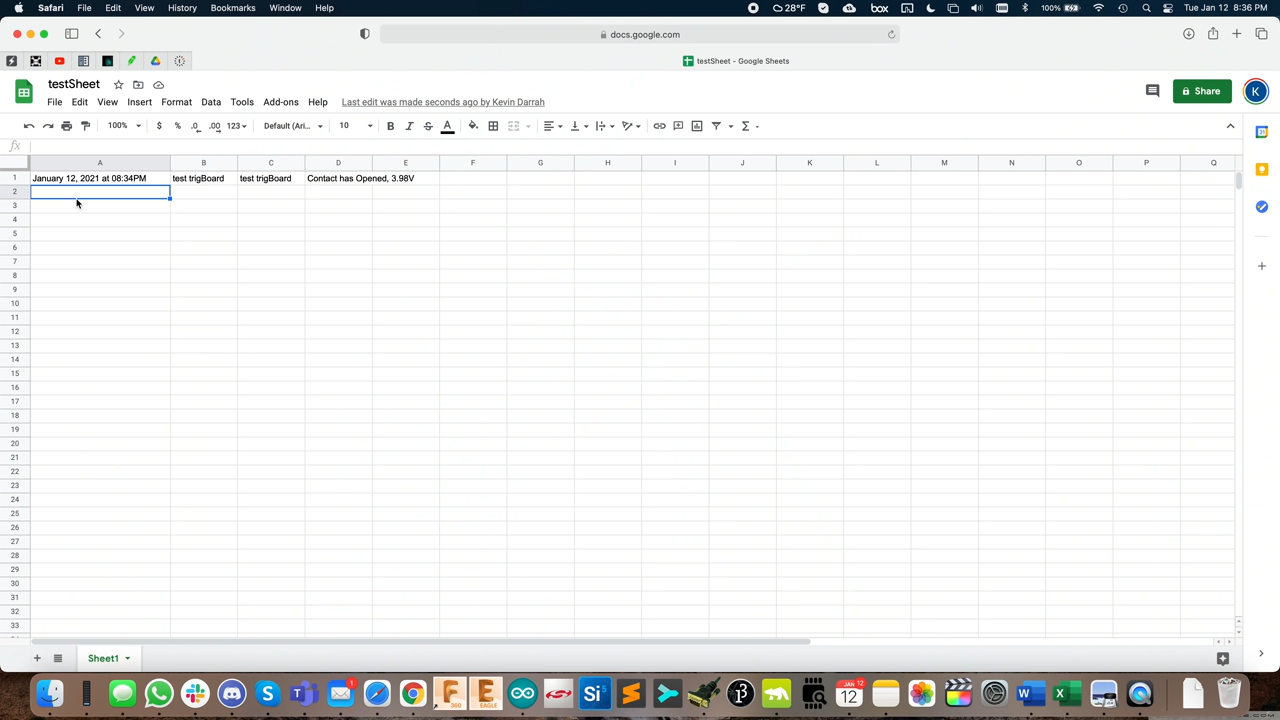 Safari File Edit View History Bookmarks Window Help
28°F box 100% Tue Jan 12 8:36 PM
docs.google.com
testSheet - Google Sheets
testSheet
File Edit View Insert Format Data Tools Add-ons Help Last edit was made seconds ago by Kevin Darrah
Share
K
100% $ % .0 .00 123 Default (Ari... 10 B I S A
fx
A B C D E F G H I J K L M N O P Q
1 January 12, 2021 at 08:34PM test trigBoard test trigBoard Contact has Opened, 3.98V
2
3
4
5
6
7
8
9
10
11
12
13
14
15
16
17
18
19
20
21
22
23
24
25
26
27
28
29
30
31
32
33
Sheet1